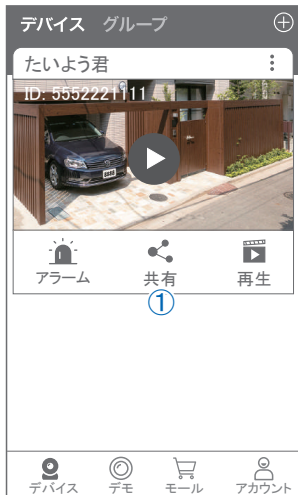 デバイス グループ
たいよう君
ID: 5552221111
アラーム 共有 再生
①
デバイス デモ モール アカウント